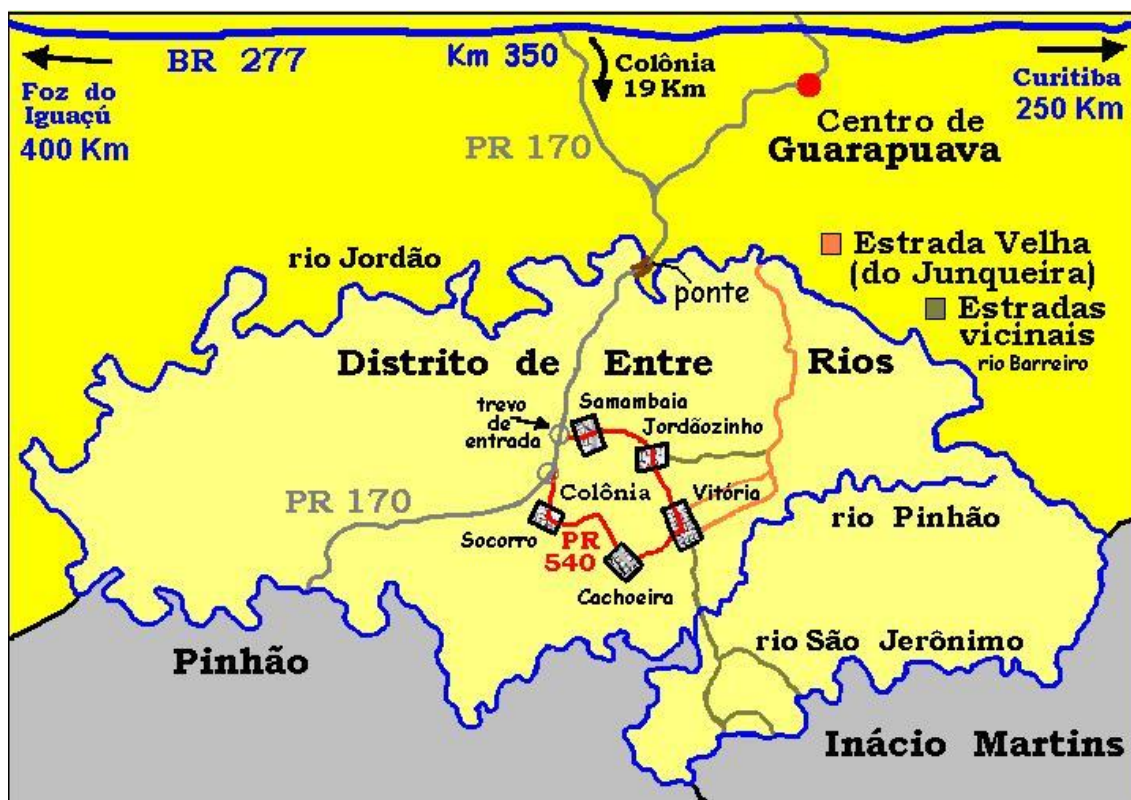 BR 277
Km 350
Foz do
Iguaçú
400 Km
Colônia
19 Km
Curitiba
250 Km
PR 170
Centro de
Guarapuava
rio Jordão
ponte
Estrada Velha
(do Junqueira)
Estradas
vicinais
rio Barreiro
Distrito de Entre Rios
trevo
de
entrada
Samambaia
Jordãozinho
PR 170
Colônia
Vitória
Socorro
PR
540
Cachoeira
rio Pinhão
Pinhão
rio São Jerônimo
Inácio Martins